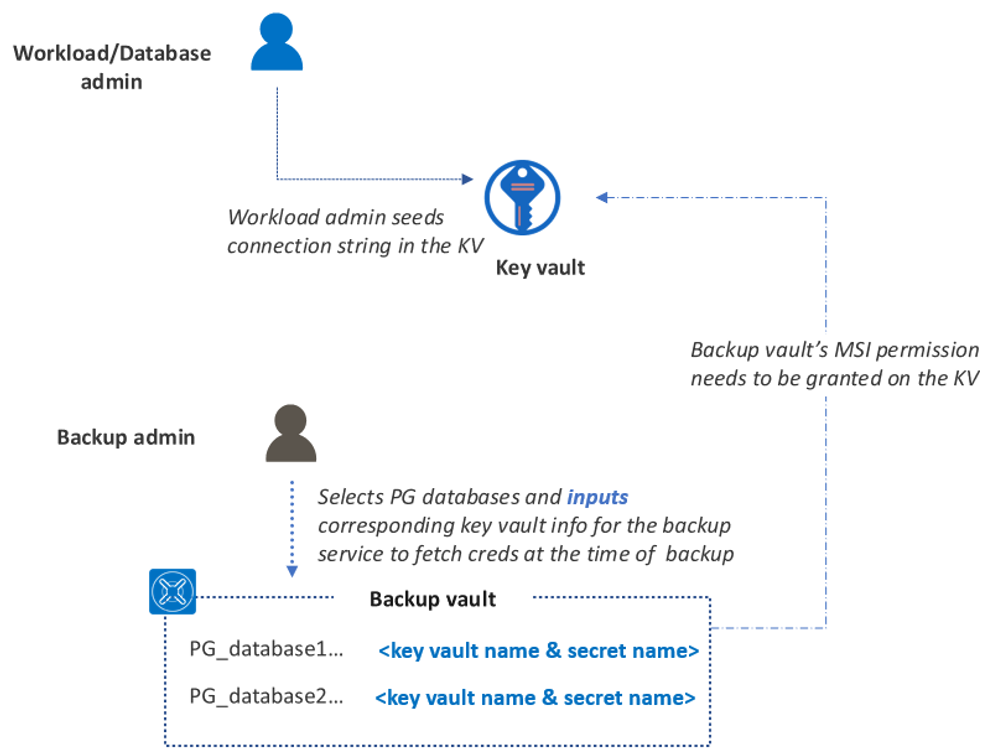 Workload/Database
admin
Workload admin seeds
connection string in the KV
Key vault
Backup vault's MSI permission
needs to be granted on the KV
Backup admin
Selects PG databases and inputs
corresponding key vault info for the backup
service to fetch creds at the time of backup
Backup vault
PG_database1... <key vault name & secret name>
PG_database2... <key vault name & secret name>